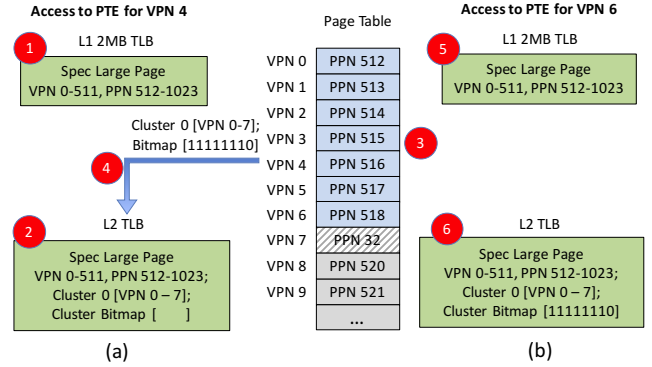 Access to PTE for VPN 4
Access to PTE for VPN 6
Page Table
1
L1 2MB TLB
Spec Large Page
VPN 0-511, PPN 512-1023
5
L1 2MB TLB
Spec Large Page
VPN 0-511, PPN 512-1023
VPN 0 PPN 512
VPN 1 PPN 513
VPN 2 PPN 514
VPN 3 PPN 515
VPN 4 PPN 516
VPN 5 PPN 517
VPN 6 PPN 518
VPN 7 PPN 32
VPN 8 PPN 520
VPN 9 PPN 521
...
3
Cluster 0 [VPN 0-7];
Bitmap [11111110]
4
2
L2 TLB
Spec Large Page
VPN 0-511, PPN 512-1023;
Cluster 0 [VPN 0 – 7];
Cluster Bitmap [ ]
6
L2 TLB
Spec Large Page
VPN 0-511, PPN 512-1023;
Cluster 0 [VPN 0 – 7];
Cluster Bitmap [11111110]
(a)
(b)